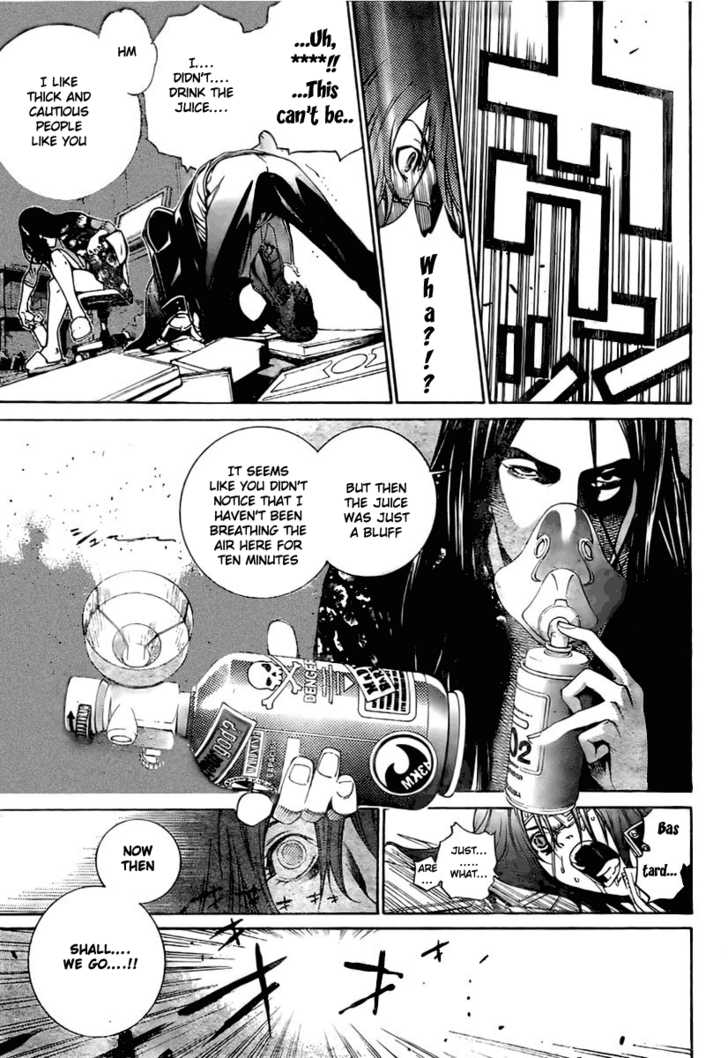 Wha?!?
...Uh,
****!!
...This
can't be..
I....
DIDN'T....
DRINK THE
JUICE....
HM
I LIKE
THICK AND
CAUTIOUS
PEOPLE
LIKE YOU
BUT THEN
THE JUICE
WAS JUST
A BLUFF
IT SEEMS
LIKE YOU DIDN'T
NOTICE THAT I
HAVEN'T BEEN
BREATHING THE
AIR HERE FOR
TEN MINUTES
O2
Bas
tard...
JUST...
.....
WHAT...
ARE
...
NOW
THEN
SHALL....
WE GO....!!